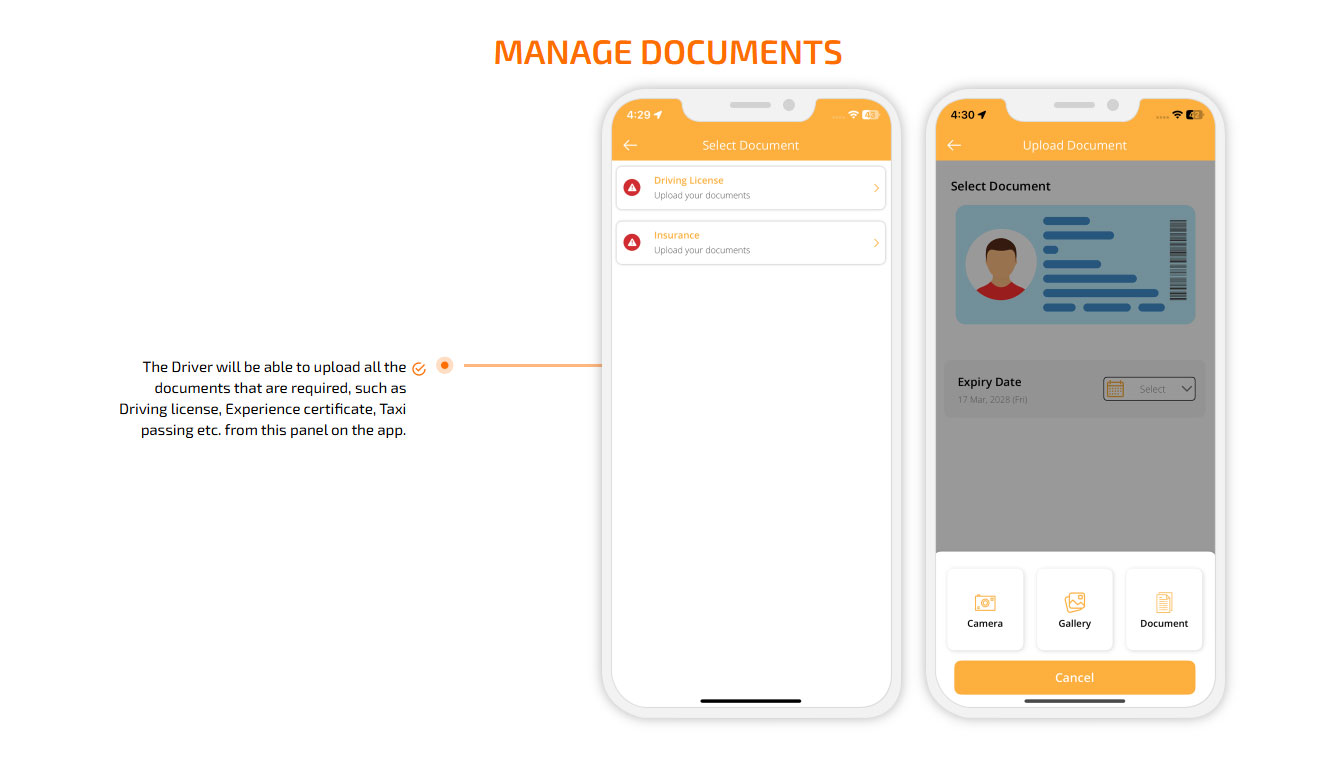 MANAGE DOCUMENTS
The Driver will be able to upload all the
documents that are required, such as
Driving license, Experience certificate, Taxi
passing etc. from this panel on the app.
4:29
43
Select Document
Driving License
Upload your documents
Insurance
Upload your documents
4:30
42
Upload Document
Select Document
Expiry Date
17 Mar, 2028 (Fri)
Select
Camera
Gallery
Document
Cancel